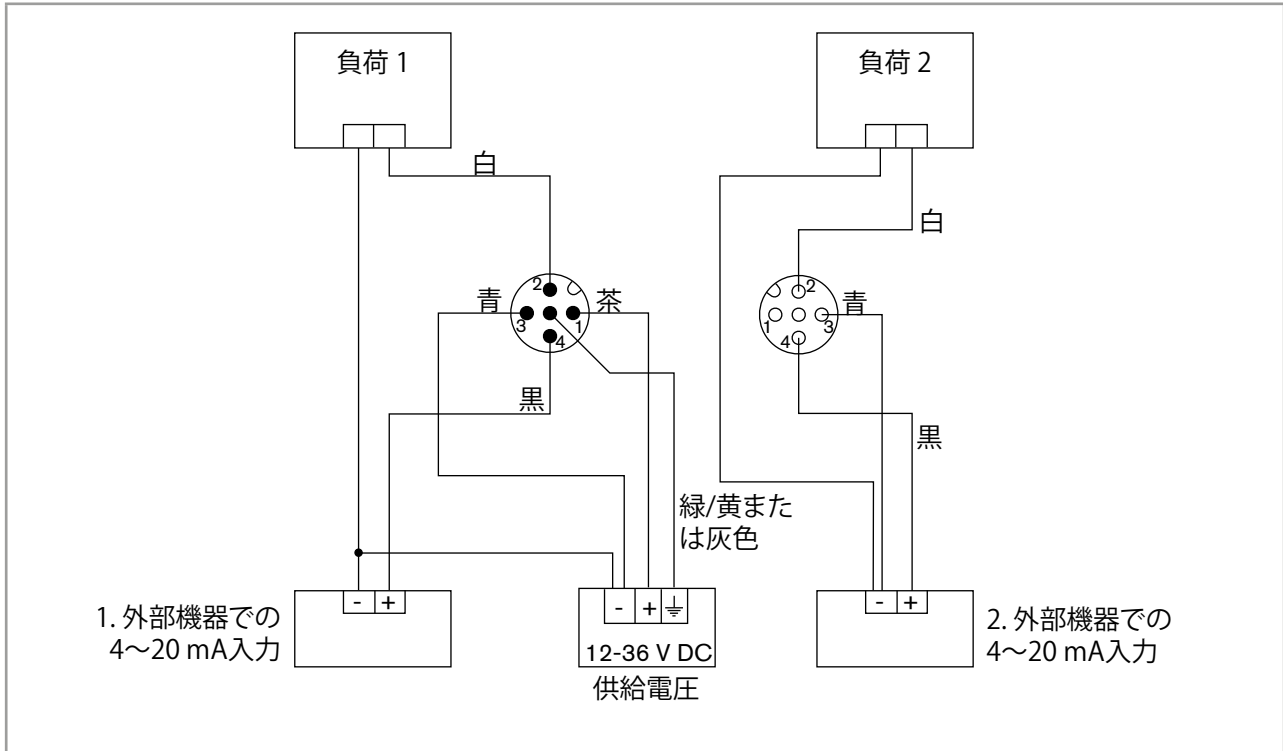 負荷 1
負荷 2
白
白
2
青
茶
3
1
4
黒
2
青
1
3
4
黒
緑/黄また
は灰色
- +
- +
- +
1. 外部機器での
4〜20 mA入力
12-36 V DC
供給電圧
2. 外部機器での
4〜20 mA入力